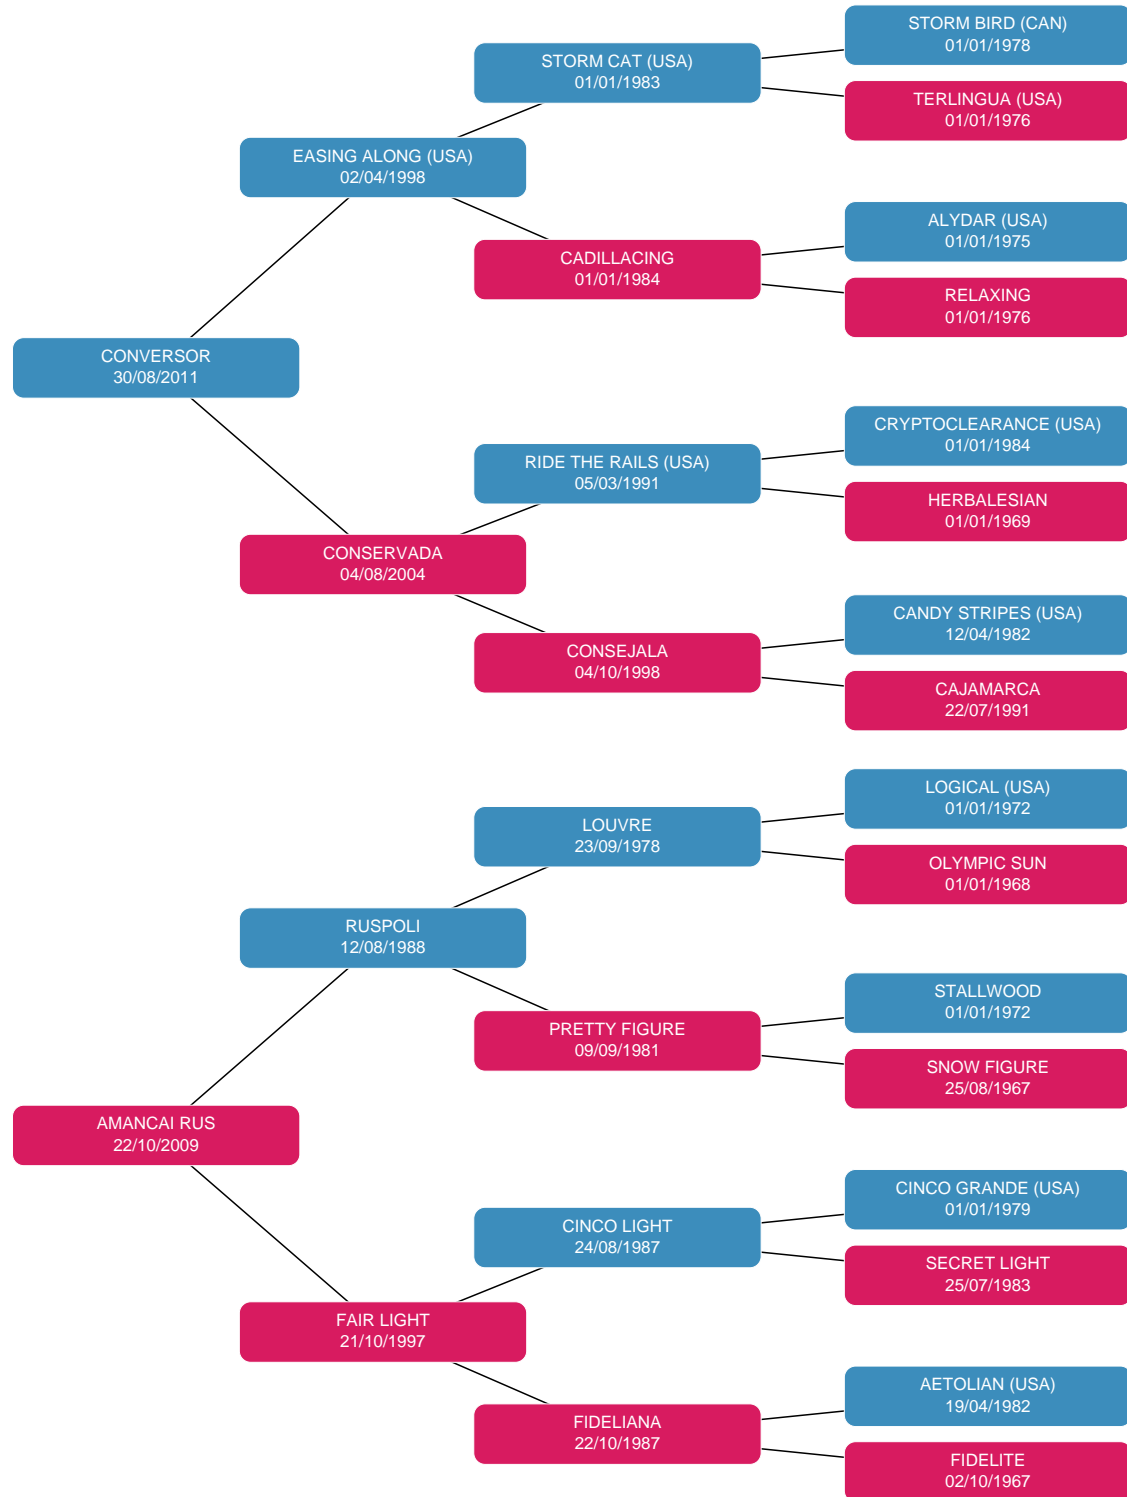 STORM BIRD (CAN)
01/01/1978
STORM CAT (USA)
01/01/1983
TERLINGUA (USA)
01/01/1976
EASING ALONG (USA)
02/04/1998
ALYDAR (USA)
01/01/1975
CADILLACING
01/01/1984
RELAXING
01/01/1976
CONVERSOR
30/08/2011
CRYPTOCLEARANCE (USA)
01/01/1984
RIDE THE RAILS (USA)
05/03/1991
HERBALESIAN
01/01/1969
CONSERVADA
04/08/2004
CANDY STRIPES (USA)
12/04/1982
CONSEJALA
04/10/1998
CAJAMARCA
22/07/1991
LOGICAL (USA)
01/01/1972
LOUVRE
23/09/1978
OLYMPIC SUN
01/01/1968
RUSPOLI
12/08/1988
STALLWOOD
01/01/1972
PRETTY FIGURE
09/09/1981
SNOW FIGURE
25/08/1967
AMANCAI RUS
22/10/2009
CINCO GRANDE (USA)
01/01/1979
CINCO LIGHT
24/08/1987
SECRET LIGHT
25/07/1983
FAIR LIGHT
21/10/1997
AETOLIAN (USA)
19/04/1982
FIDELIANA
22/10/1987
FIDELITE
02/10/1967